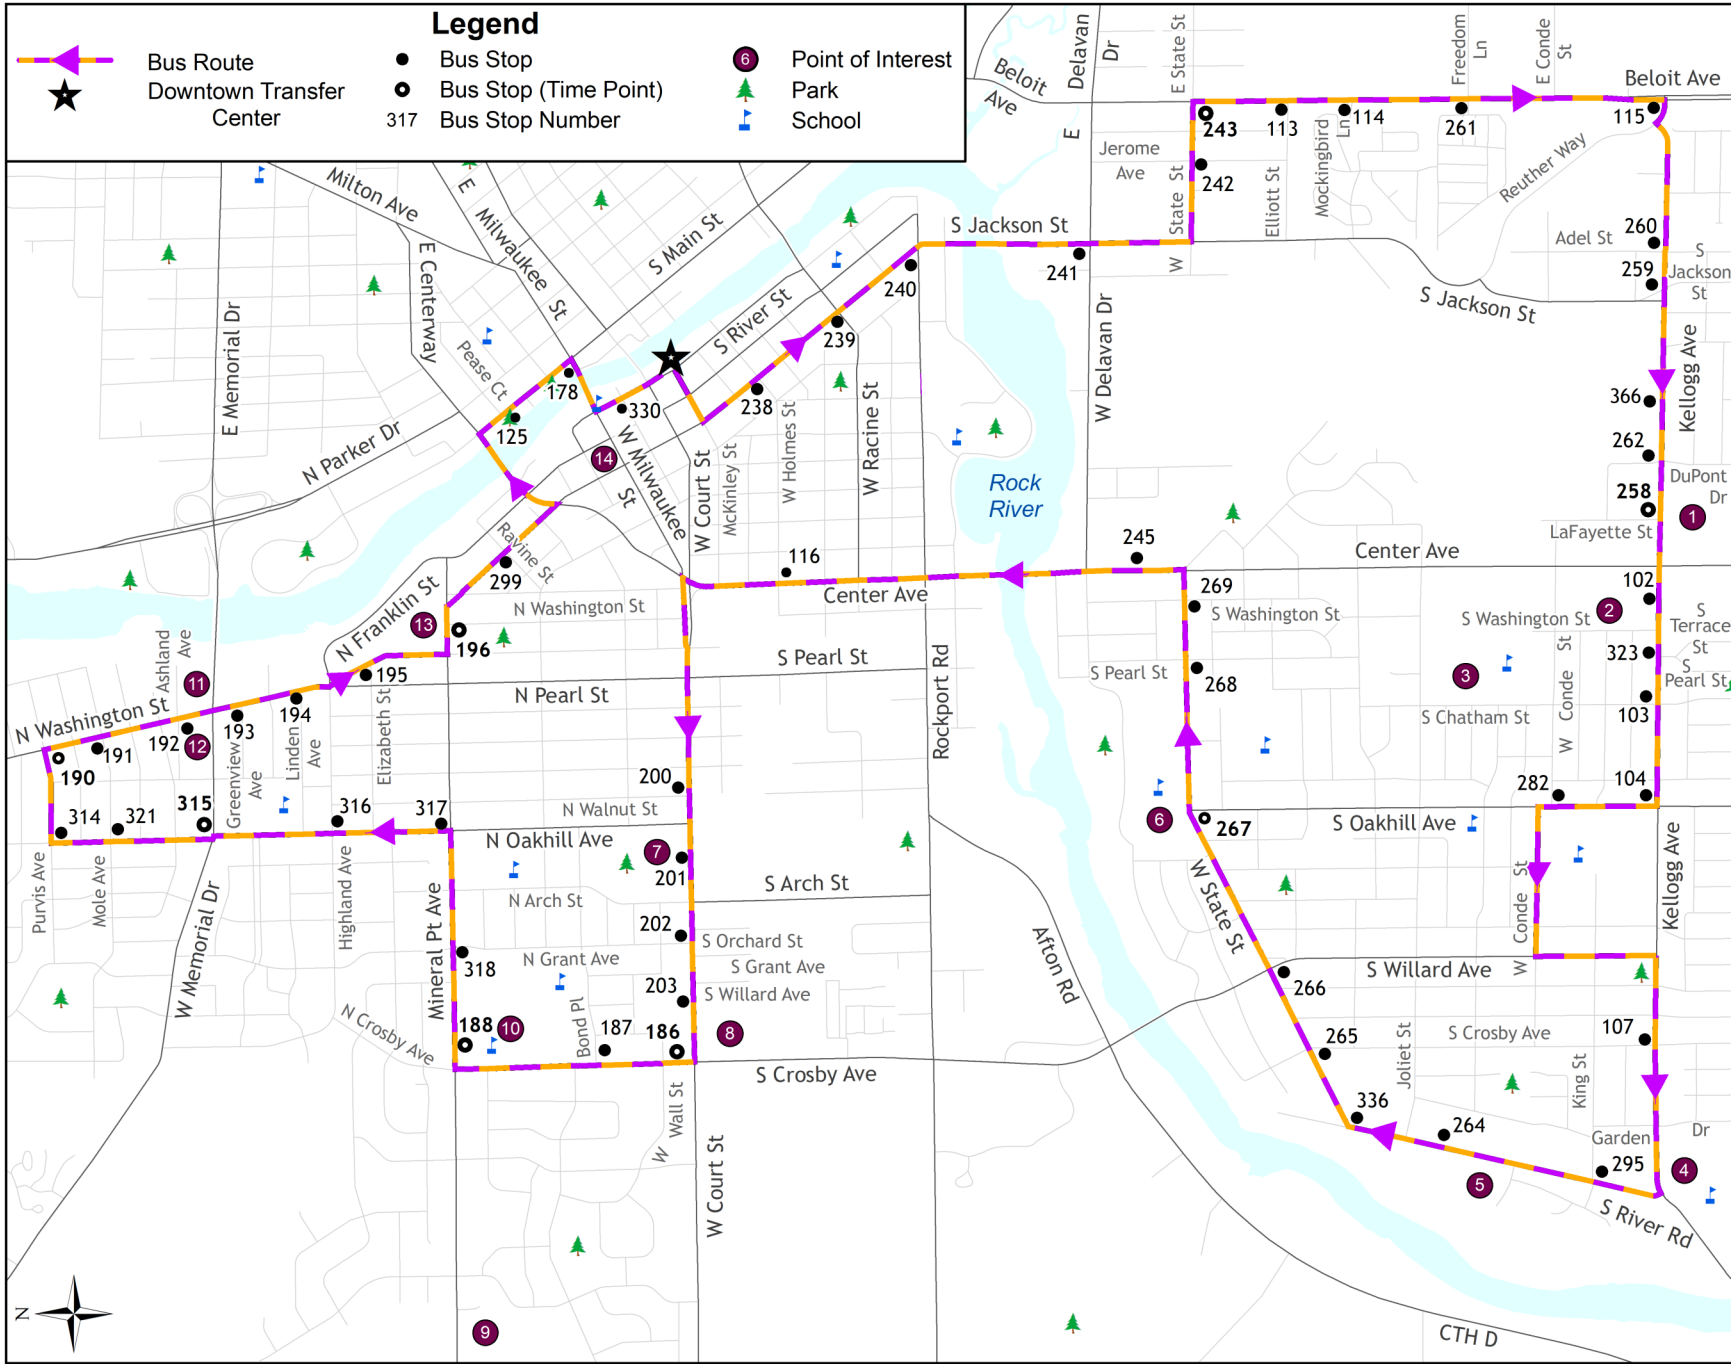 Legend
Bus Route
Downtown Transfer
Center
Bus Stop
Bus Stop (Time Point)
317
Bus Stop Number
6
Point of Interest
Park
School
Beloit
Ave
E Delavan
Dr
E State St
Freedom
Ln
E Conde
St
Beloit Ave
243
113
Mockingbird
Ln
114
261
115
Jerome
Ave
242
W State St
Elliott St
Reuther Way
Milton Ave
E Milwaukee St
S Main St
S Jackson St
241
Adel St
260
259
S
Jackson
St
S Jackson St
E Centerway
E Memorial Dr
S River St
240
239
W Delavan Dr
Kellogg Ave
Pease Ct
178
330
238
125
N Parker Dr
14
W Milwaukee
St
W Court St
McKinley St
W Holmes St
W Racine St
366
262
258
DuPont
Dr
1
LaFayette St
Rock
River
Ravine St
299
116
245
Center Ave
Center Ave
N Franklin St
13
196
N Washington St
269
S Washington St
S Washington St
2
102
S
Terrace
St
Ashland
Ave
11
195
S Pearl St
N Pearl St
Rockport Rd
S Pearl St
268
3
W Conde St
323
S
Pearl St
103
S Chatham St
N Washington St
194
193
192
12
191
190
Greenview
Ave
Linden
Ave
Elizabeth St
200
N Walnut St
282
104
314
321
315
316
317
N Oakhill Ave
7
201
6
267
S Oakhill Ave
Purvis Ave
Mole Ave
W Memorial Dr
Highland Ave
Mineral Pt Ave
N Arch St
S Arch St
W State St
W Conde St
Kellogg Ave
202
S Orchard St
318
N Grant Ave
S Grant Ave
S Willard Ave
203
S Willard Ave
266
Afton Rd
N Crosby Ave
188
10
Bond Pl
187
186
8
S Crosby Ave
265
Joliet St
S Crosby Ave
107
King St
336
264
Garden
Dr
W Wall St
W Court St
295
4
5
S River Rd
N
9
CTH D